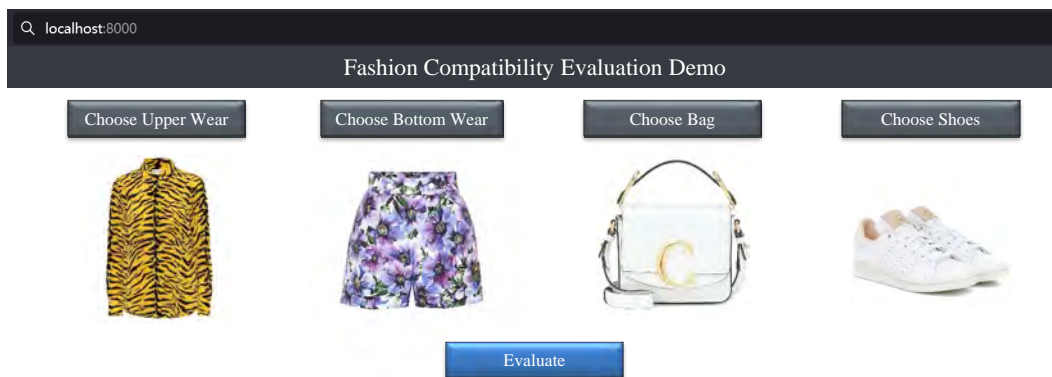 localhost:8000
Fashion Compatibility Evaluation Demo
Choose Upper Wear
Choose Bottom Wear
Choose Bag
Choose Shoes
C
Evaluate